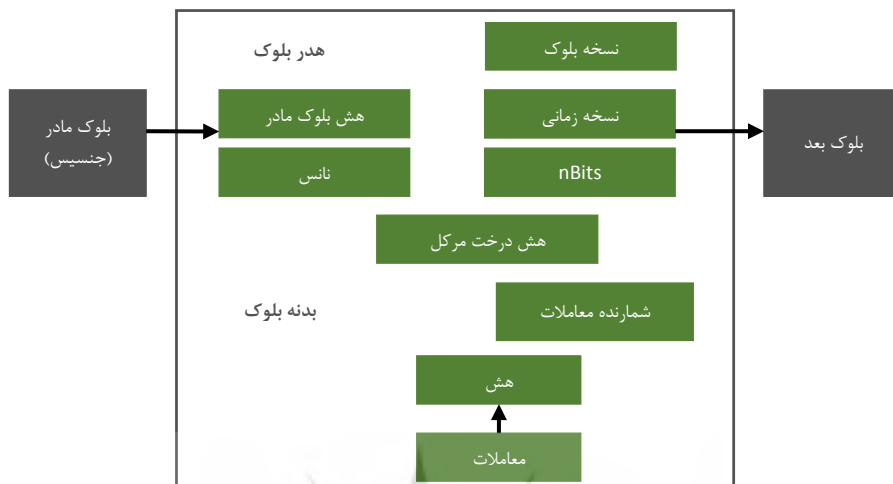 هدر بلوک
نسخه بلوک
بلوک مادر
(جنسیس)
هش بلوک مادر
نسخه زمانی
بلوک بعد
نانس
nBits
هش درخت مرکل
بدنه بلوک
شمارنده معاملات
هش
معاملات